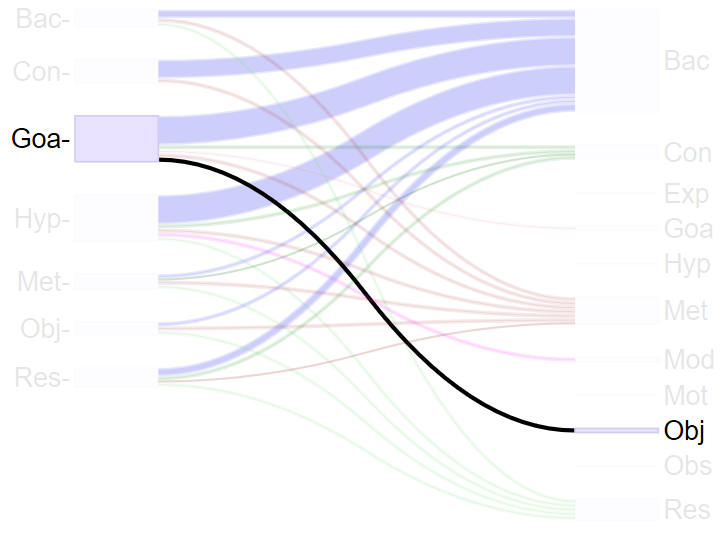 Bac-
Con-
Goa-
Hyp-
Met-
Obj-
Res-
Bac
Con
Exp
Goa
Hyp
Met
Mod
Mot
Obj
Obs
Res